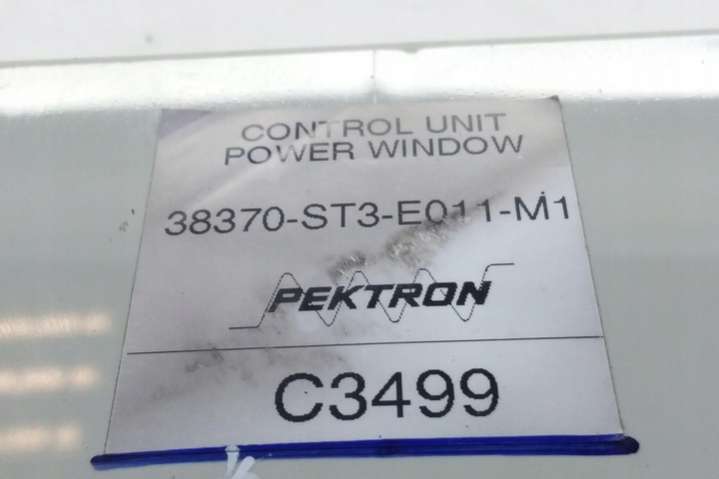 CONTROL UNIT
POWER WINDOW
38370-ST3-E011-M1
PEKTRON
C3499